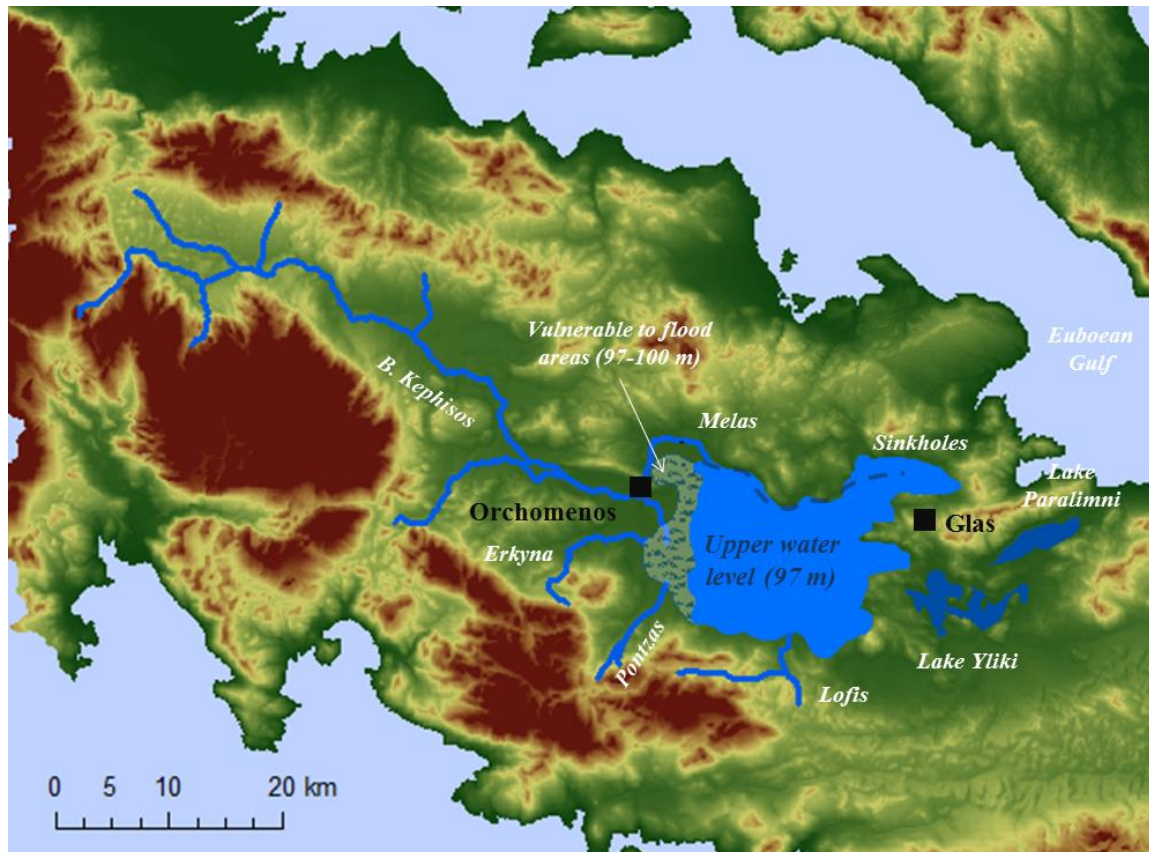 Vulnerable to flood
areas (97-100 m)
Euboean
Gulf
B. Kephisos
Melas
Sinkholes
Lake
Paralimni
Orchomenos
Glas
Erkyna
Upper water
level (97 m)
Pontzas
Lake Yliki
Lofis
0 5 10 20 km